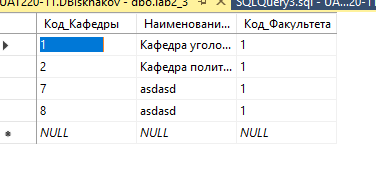 UAT220-11.DBiskhakov - dbo.lab2_3 SQLQuery3.sql - UA...20-11
Код_Кафедры Наименовани... Код_Факультета
1 Кафедра уголо... 1
2 Кафедра полит... 1
7 asdasd 1
8 asdasd 1
NULL NULL NULL